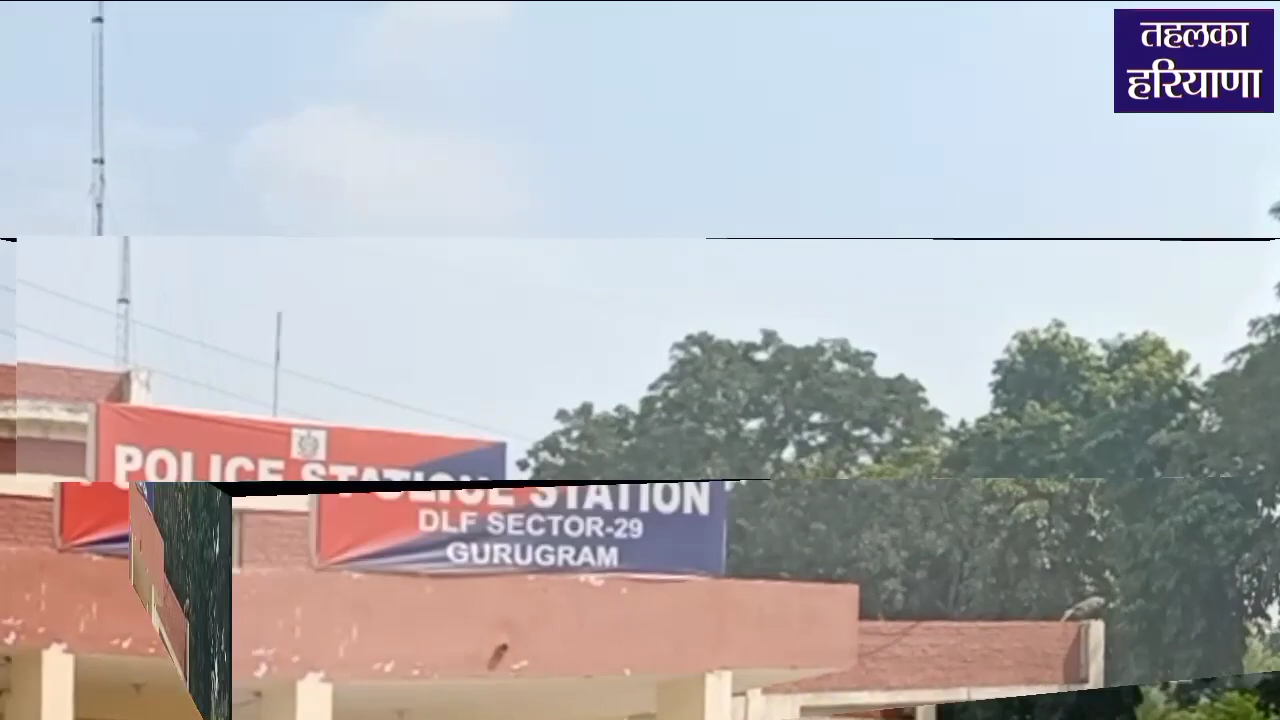 तहलका
हरियाणा
POLICE STATION
DLF SECTOR-29
GURUGRAM